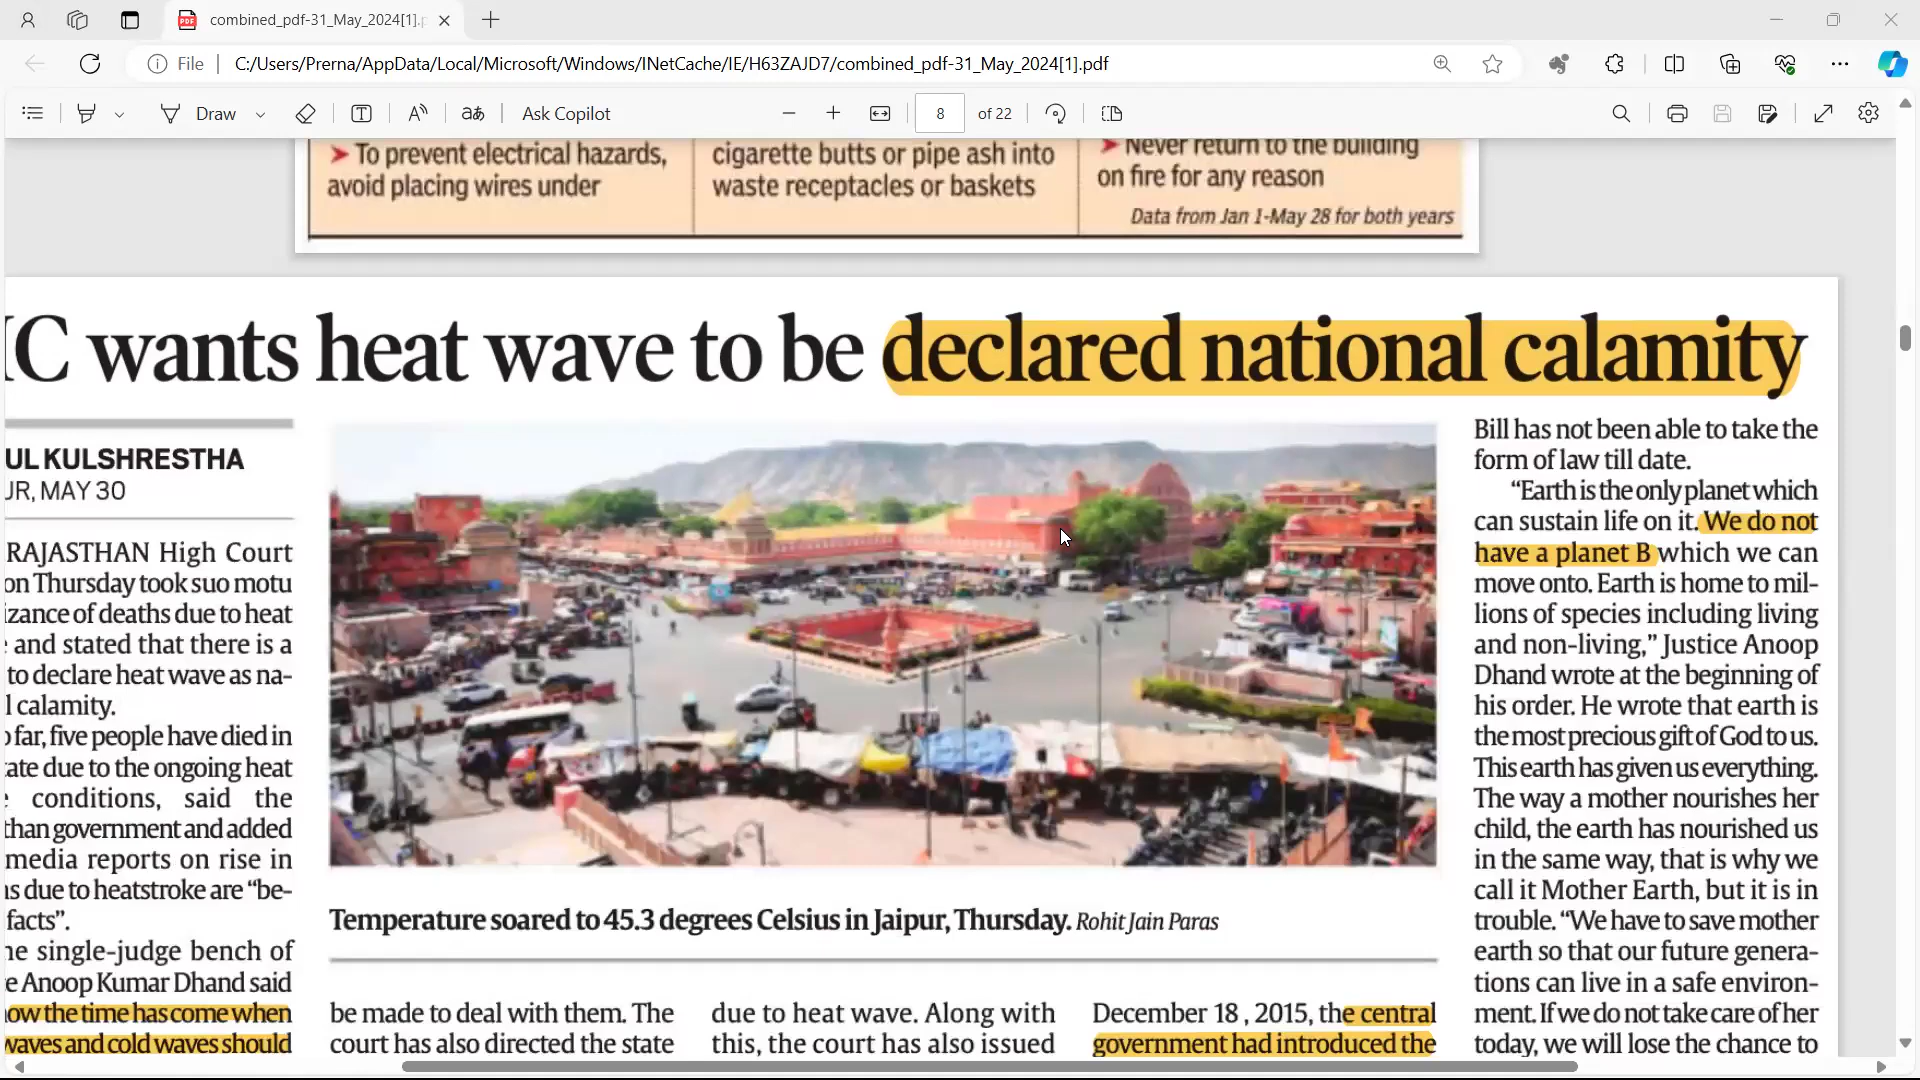 combined_pdf-31_May_2024[1].p
File
C:/Users/Prerna/AppData/Local/Microsoft/Windows/INetCache/IE/H63ZAJD7/combined_pdf-31_May_2024[1].pdf
Draw
Ask Copilot
8 of 22
➤ To prevent electrical hazards,
avoid placing wires under
cigarette butts or pipe ash into
waste receptacles or baskets
➤ Never return to the building
on fire for any reason
Data from Jan 1-May 28 for both years
C wants heat wave to be declared national calamity
UL KULSHRESTHA
UR, MAY 30
RAJASTHAN High Court
on Thursday took suo motu
izance of deaths due to heat
and stated that there is a
to declare heat wave as na-
l calamity.
o far, five people have died in
ate due to the ongoing heat
conditions, said the
than government and added
media reports on rise in
ns due to heatstroke are “be-
facts”.
he single-judge bench of
e Anoop Kumar Dhand said
ow the time has come when
waves and cold waves should
Temperature soared to 45.3 degrees Celsius in Jaipur, Thursday. Rohit Jain Paras
be made to deal with them. The
court has also directed the state
due to heat wave. Along with
this, the court has also issued
December 18 , 2015, the central
government had introduced the
Bill has not been able to take the
form of law till date.
“Earth is the only planet which
can sustain life on it. We do not
have a planet B which we can
move onto. Earth is home to mil-
lions of species including living
and non-living,” Justice Anoop
Dhand wrote at the beginning of
his order. He wrote that earth is
the most precious gift of God to us.
This earth has given us everything.
The way a mother nourishes her
child, the earth has nourished us
in the same way, that is why we
call it Mother Earth, but it is in
trouble. “We have to save mother
earth so that our future genera-
tions can live in a safe environ-
ment. If we do not take care of her
today, we will lose the chance to